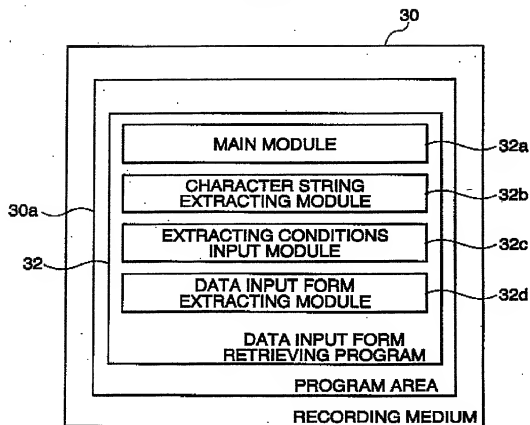 30
MAIN MODULE
32a
CHARACTER STRING
EXTRACTING MODULE
32b
30a
EXTRACTING CONDITIONS
INPUT MODULE
32c
32
DATA INPUT FORM
EXTRACTING MODULE
32d
DATA INPUT FORM
RETRIEVING PROGRAM
PROGRAM AREA
RECORDING MEDIUM